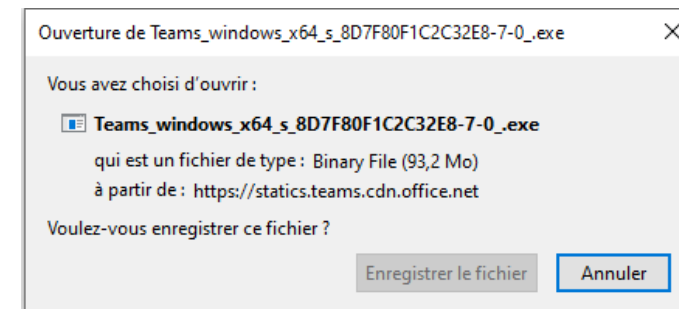 Ouverture de Teams_windows_x64_s_8D7F80F1C2C32E8-7-0_.exe
Vous avez choisi d'ouvrir :
Teams_windows_x64_s_8D7F80F1C2C32E8-7-0_.exe
qui est un fichier de type : Binary File (93,2 Mo)
à partir de : https://statics.teams.cdn.office.net
Voulez-vous enregistrer ce fichier ?
Enregistrer le fichier Annuler